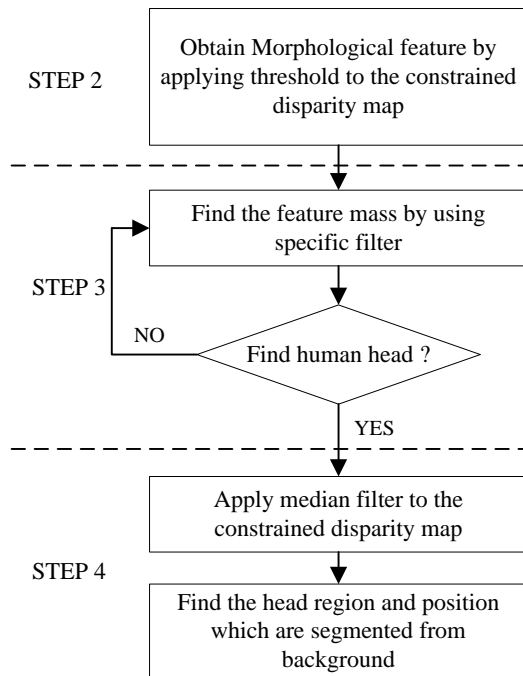 STEP 2
Obtain Morphological feature by
applying threshold to the constrained
disparity map
Find the feature mass by using
specific filter
STEP 3
NO
Find human head ?
YES
Apply median filter to the
constrained disparity map
STEP 4
Find the head region and position
which are segmented from
background